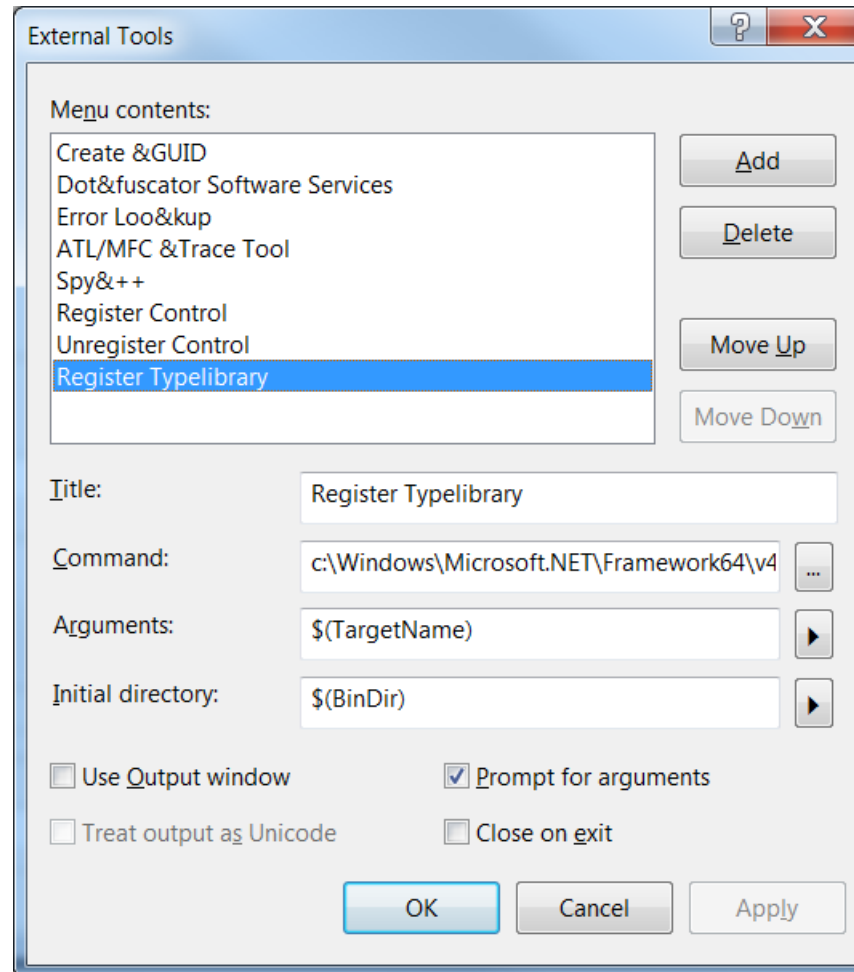 External Tools
Menu contents:
Create &GUID
Dot&fuscator Software Services
Error Loo&kup
ATL/MFC &Trace Tool
Spy&++
Register Control
Unregister Control
Register Typelibrary
Add
Delete
Move Up
Move Down
Title: Register Typelibrary
Command: c:\Windows\Microsoft.NET\Framework64\v4 ...
Arguments: $(TargetName)
Initial directory: $(BinDir)
Use Output window Prompt for arguments
Treat output as Unicode Close on exit
OK Cancel Apply